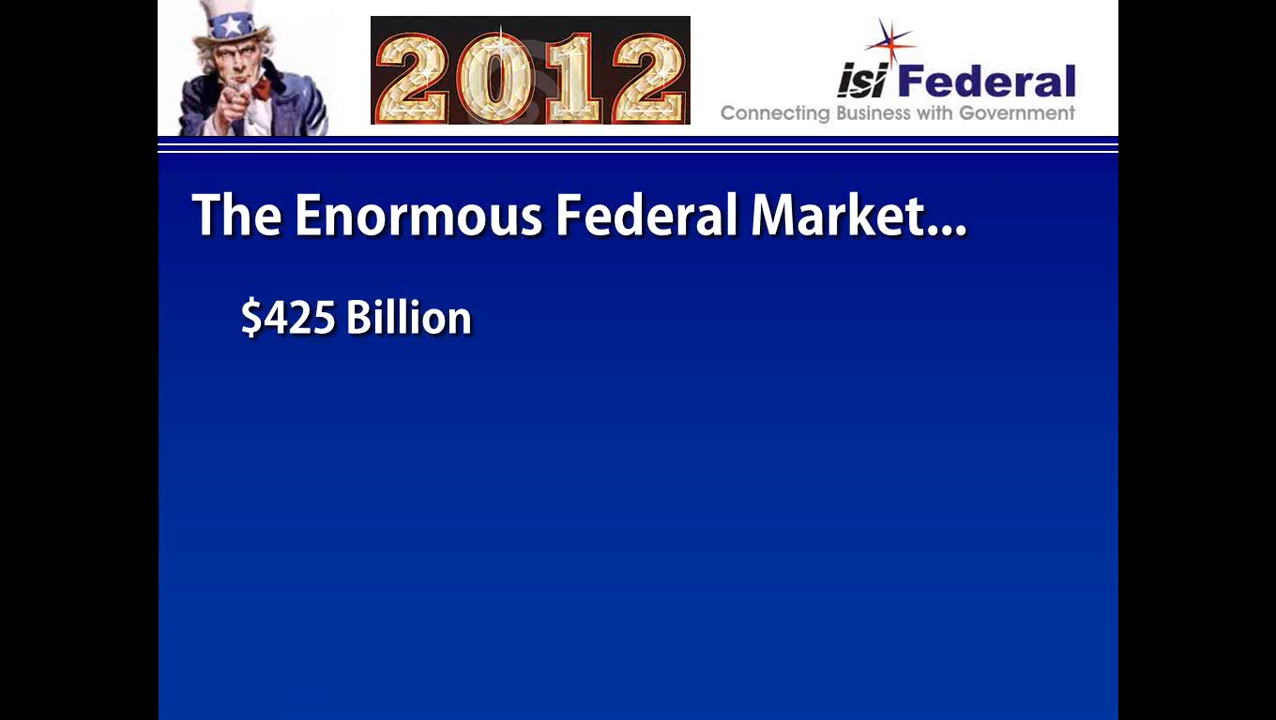 2012
isi Federal
Connecting Business with Government
The Enormous Federal Market...
$425 Billion